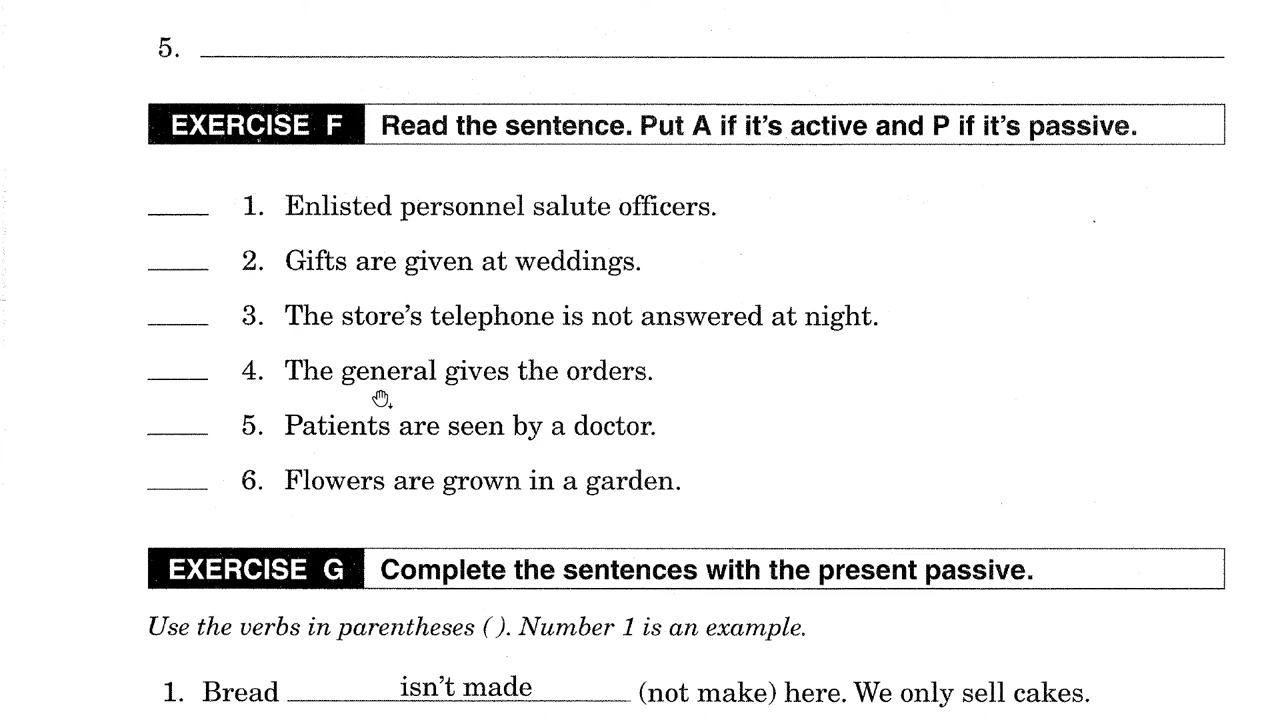 5.
EXERCISE F Read the sentence. Put A if it's active and P if it's passive.
1. Enlisted personnel salute officers.
2. Gifts are given at weddings.
3. The store's telephone is not answered at night.
4. The general gives the orders.
5. Patients are seen by a doctor.
6. Flowers are grown in a garden.
EXERCISE G Complete the sentences with the present passive.
Use the verbs in parentheses ( ). Number 1 is an example.
1. Bread isn't made (not make) here. We only sell cakes.